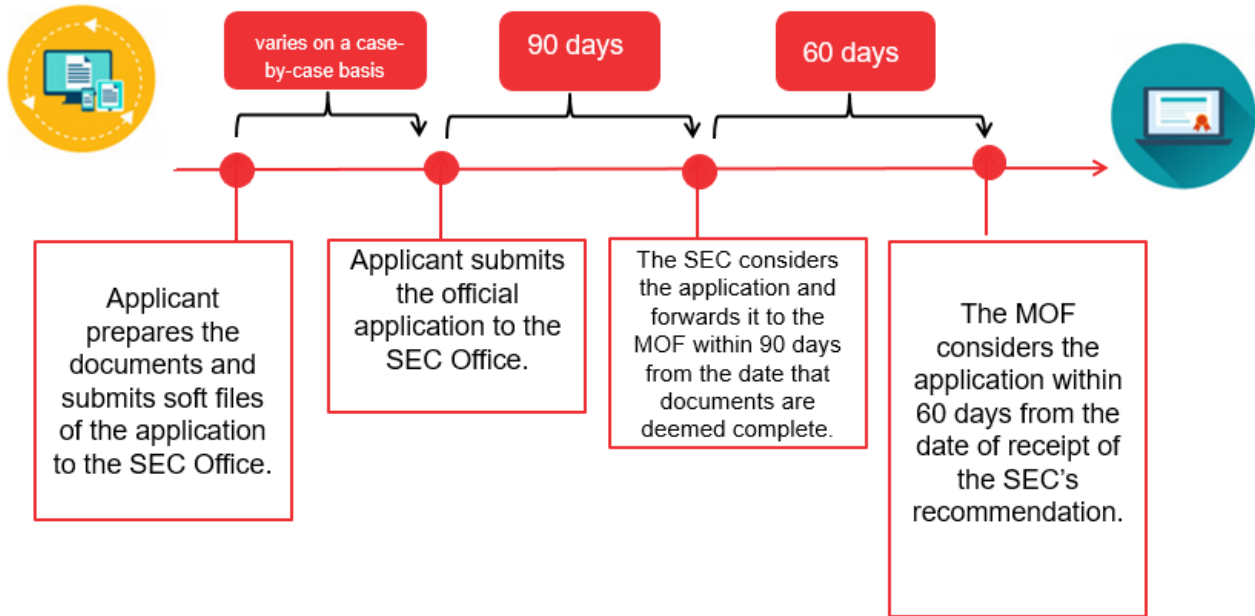 varies on a case-
by-case basis
90 days
60 days
Applicant
prepares the
documents and
submits soft files
of the application
to the SEC Office.
Applicant submits
the official
application to the
SEC Office.
The SEC considers
the application and
forwards it to the
MOF within 90 days
from the date that
documents are
deemed complete.
The MOF
considers the
application within
60 days from the
date of receipt of
the SEC’s
recommendation.